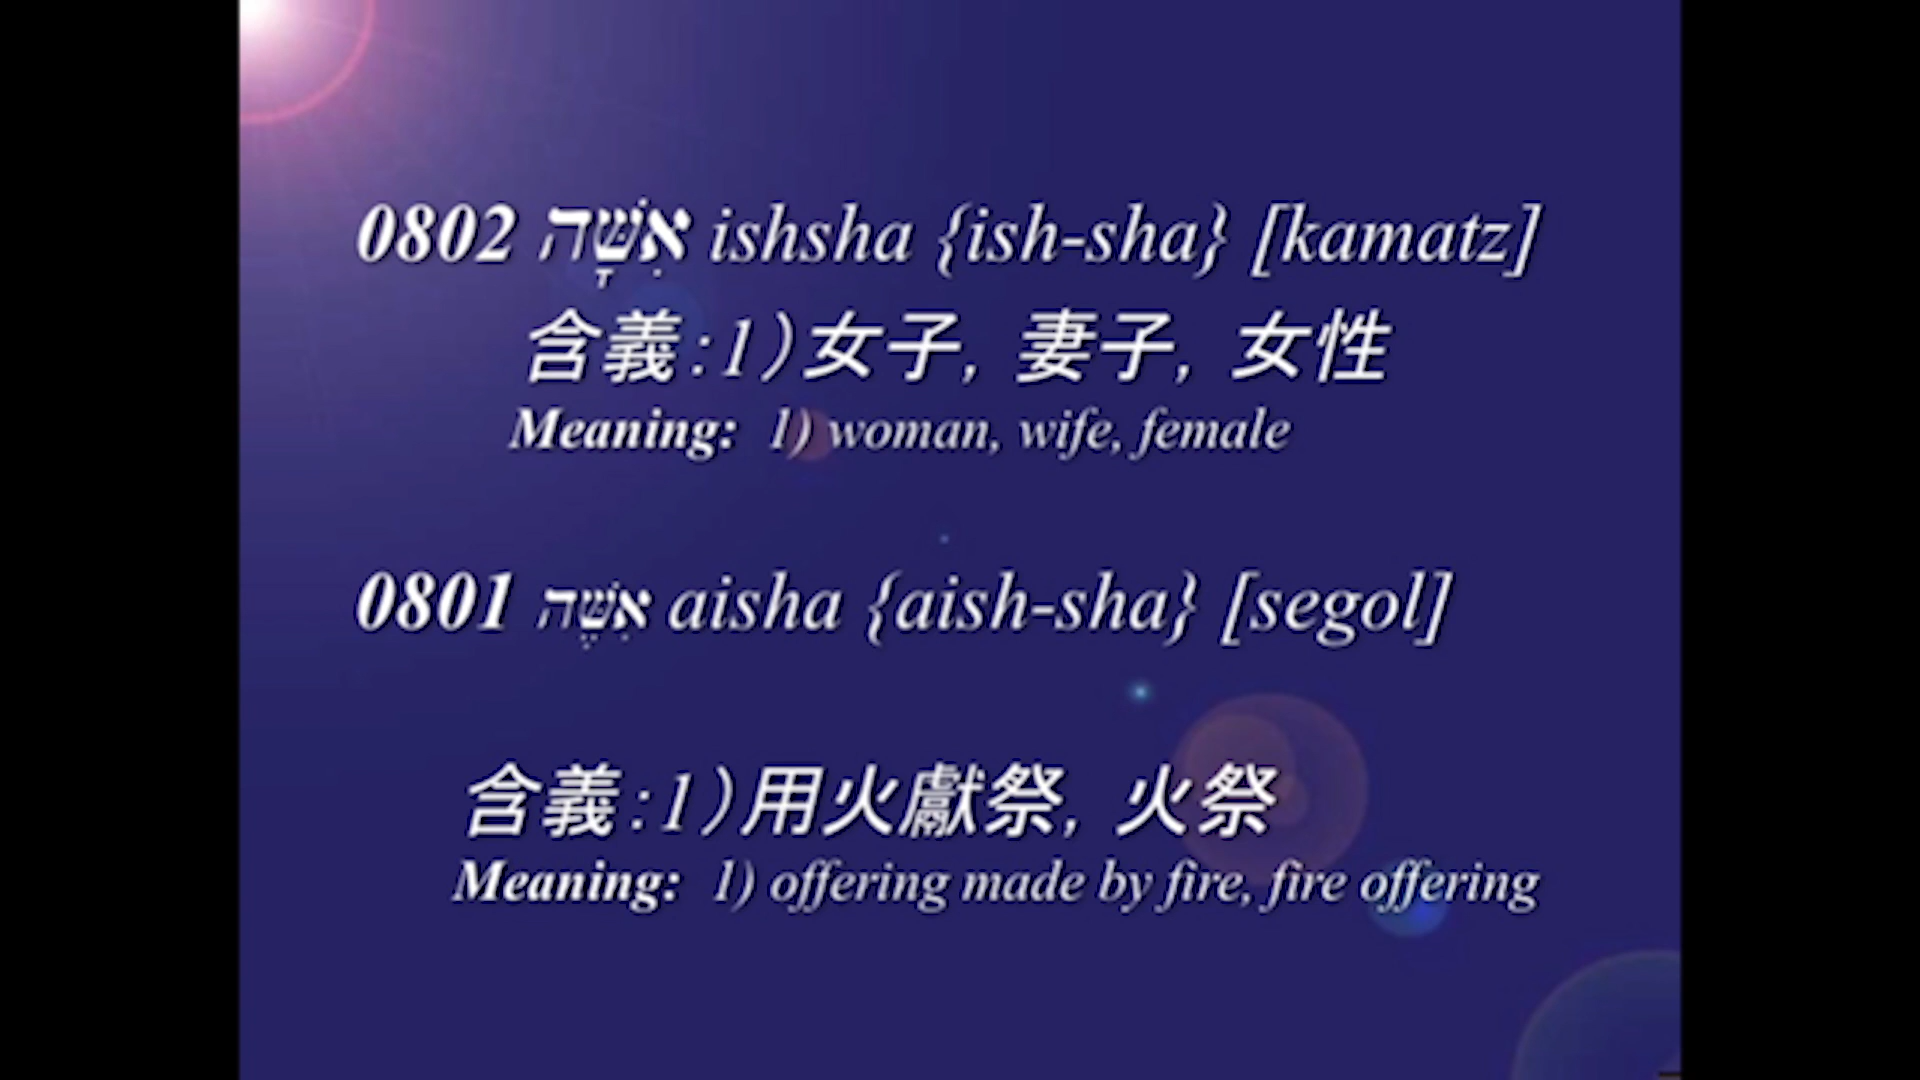 0802 אִשָּׁה ishsha {ish-sha} [kamatz]
含義:1)女子, 妻子, 女性
Meaning: 1) woman, wife, female
0801 אִשֶּׁה aisha {aish-sha} [segol]
含義:1)用火獻祭, 火祭
Meaning: 1) offering made by fire, fire offering